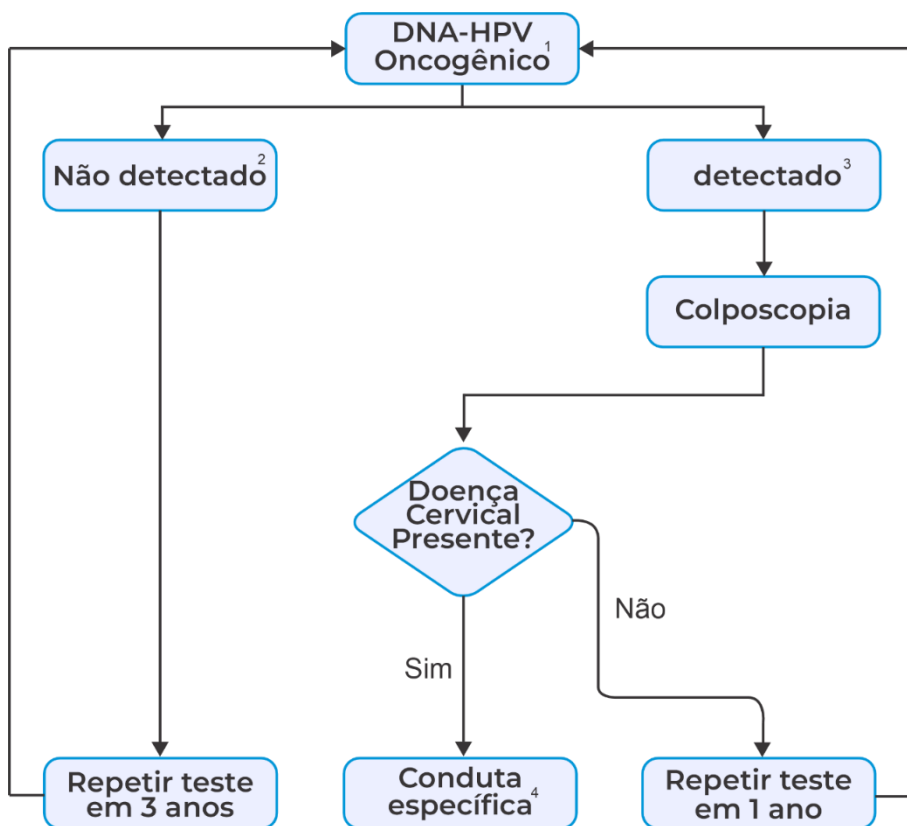 DNA-HPV
Oncogênico¹
Não detectado²
detectado³
Colposcopia
Doença
Cervical
Presente?
Não
Sim
Repetir teste
em 3 anos
Conduta
específica⁴
Repetir teste
em 1 ano